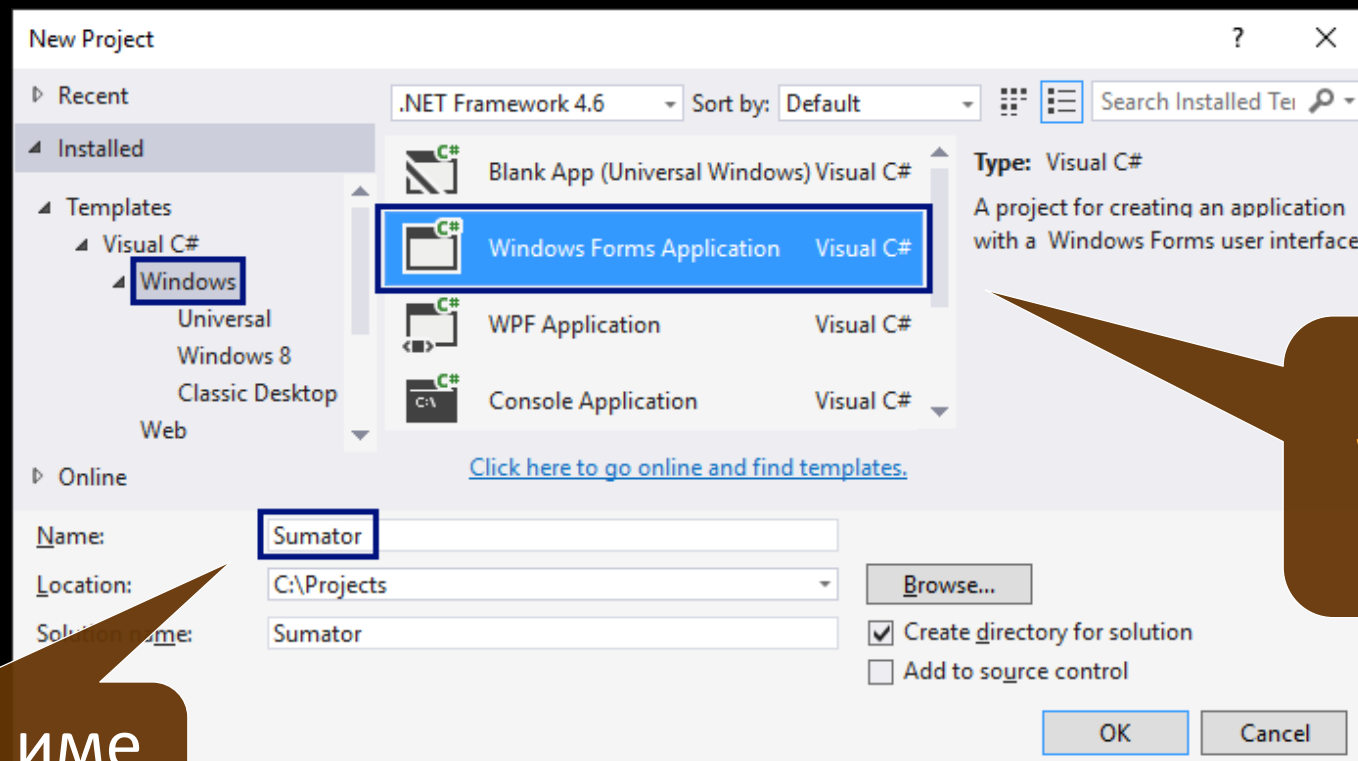 New Project ? ×
Recent
.NET Framework 4.6 Sort by: Default
Installed
Templates
Visual C#
Windows
Universal
Windows 8
Classic Desktop
Web
Online
C# Blank App (Universal Windows) Visual C#
C# Windows Forms Application Visual C#
C# WPF Application Visual C#
C# C:\ Console Application Visual C#
Click here to go online and find templates.
Search Installed
Type: Visual C#
A project for creating an application
with a Windows Forms user interface
Name: Sumator
Location: C:\Projects
Browse...
Solution name: Sumator
Create directory for solution
Add to source control
OK Cancel
име